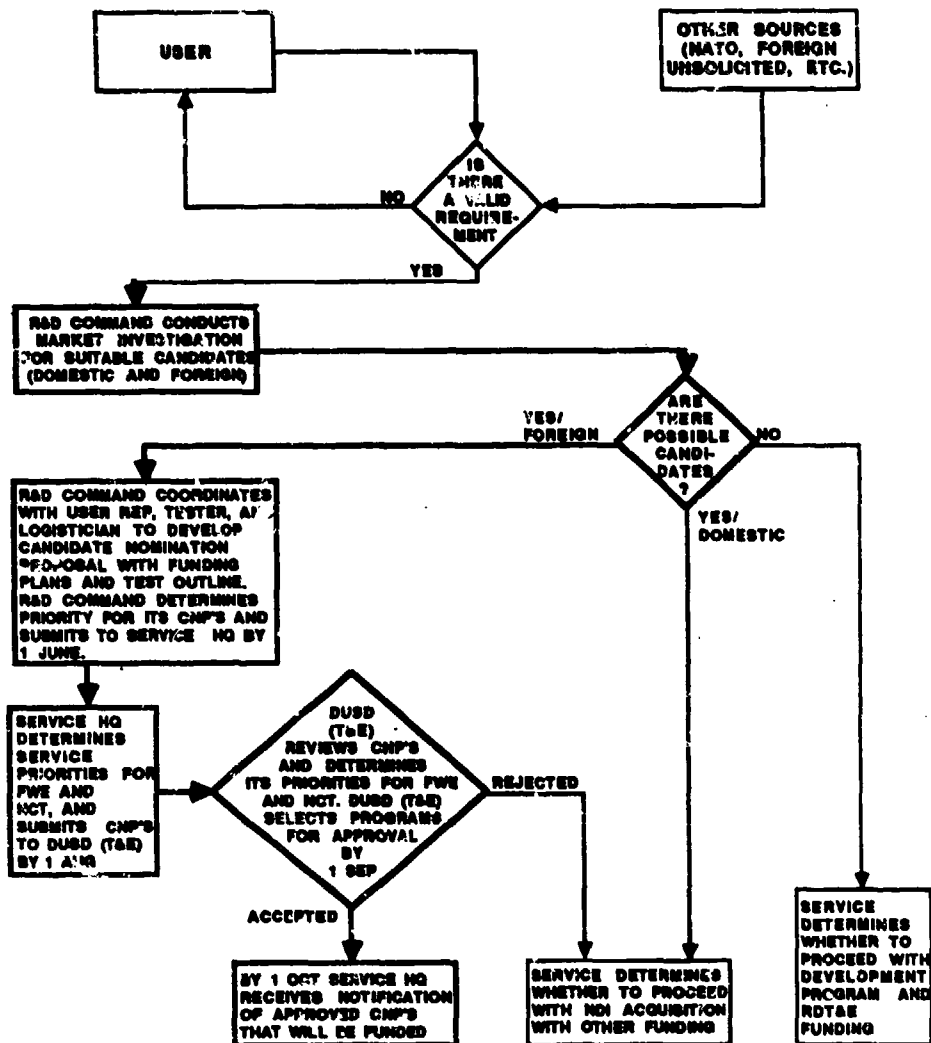 USER
OTHER SOURCES
(NATO, FOREIGN
UNSOLICITED, ETC.)
IS
THERE
A VALID
REQUIRE-
MENT
NO
YES
R&D COMMAND CONDUCTS
MARKET INVESTIGATION
FOR SUITABLE CANDIDATES
(DOMESTIC AND FOREIGN)
ARE
THERE
POSSIBLE
CANDI-
DATES
?
YES/
FOREIGN
NO
YES/
DOMESTIC
R&D COMMAND COORDINATES
WITH USER REP, TESTER, AND
LOGISTICIAN TO DEVELOP
CANDIDATE NOMINATION
PROPOSAL WITH FUNDING
PLANS AND TEST OUTLINE.
R&D COMMAND DETERMINES
PRIORITY FOR ITS CNP'S AND
SUBMITS TO SERVICE HQ BY
1 JUNE.
SERVICE HQ
DETERMINES
SERVICE
PRIORITIES FOR
FWE AND
NCT, AND
SUBMITS CNP'S
TO DUSD (T&E)
BY 1 AUG
DUSD
(T&E)
REVIEWS CNP'S
AND DETERMINES
ITS PRIORITIES FOR FWE
AND NCT. DUSD (T&E)
SELECTS PROGRAMS
FOR APPROVAL
BY
1 SEP
REJECTED
ACCEPTED
BY 1 OCT SERVICE HQ
RECEIVES NOTIFICATION
OF APPROVED CNP'S
THAT WILL BE FUNDED
SERVICE DETERMINES
WHETHER TO PROCEED
WITH NDI ACQUISITION
WITH OTHER FUNDING
SERVICE
DETERMINES
WHETHER TO
PROCEED WITH
DEVELOPMENT
PROGRAM AND
RDT&E
FUNDING